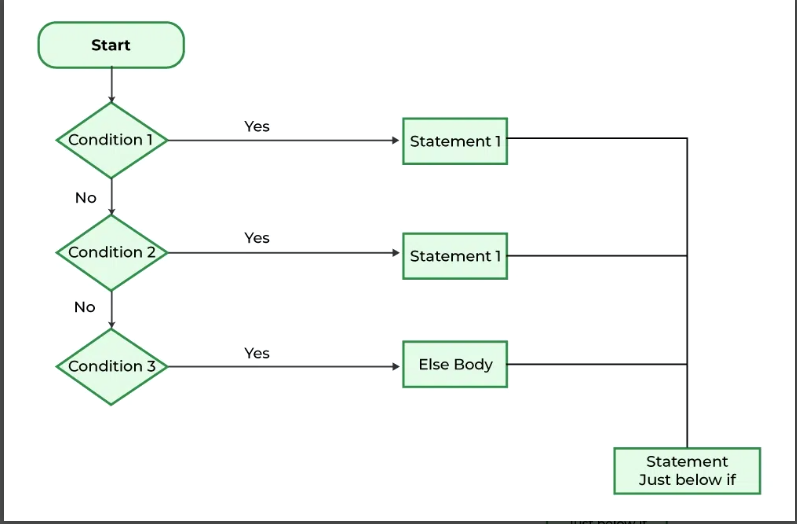 Start
Condition 1
Yes
Statement 1
No
Condition 2
Yes
Statement 1
No
Condition 3
Yes
Else Body
Statement
Just below if